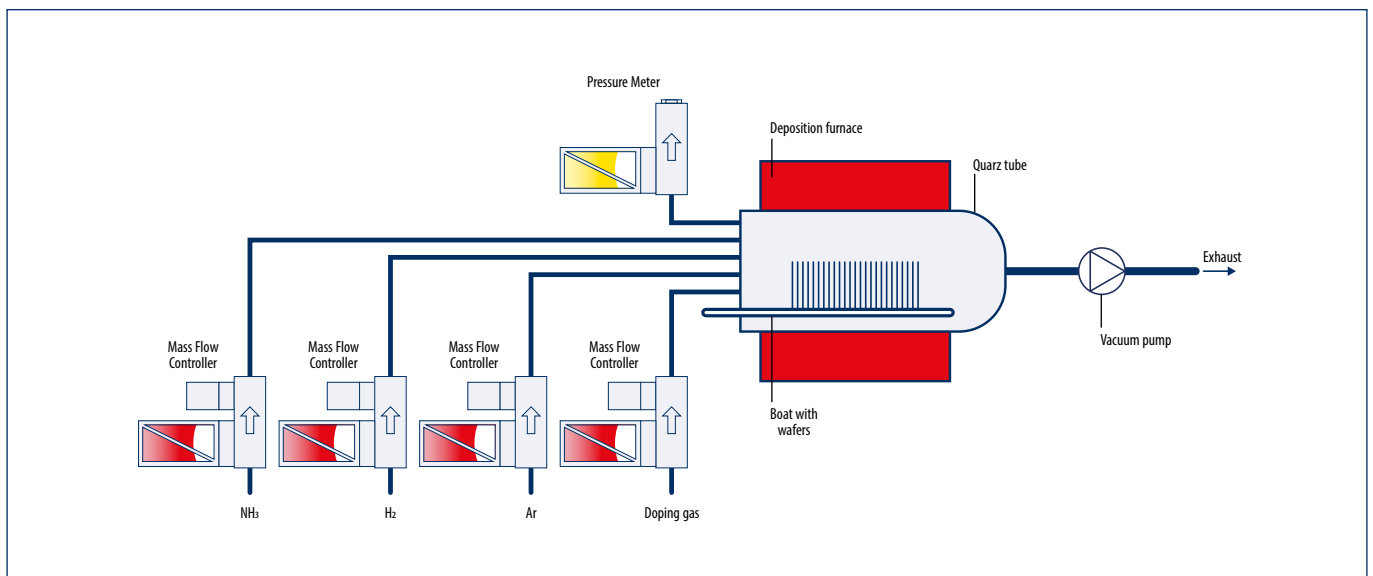 Pressure Meter
Deposition furnace
Quarz tube
Exhaust
Vacuum pump
Mass Flow
Controller
Mass Flow
Controller
Mass Flow
Controller
Mass Flow
Controller
Boat with
wafers
NH₃
H₂
Ar
Doping gas